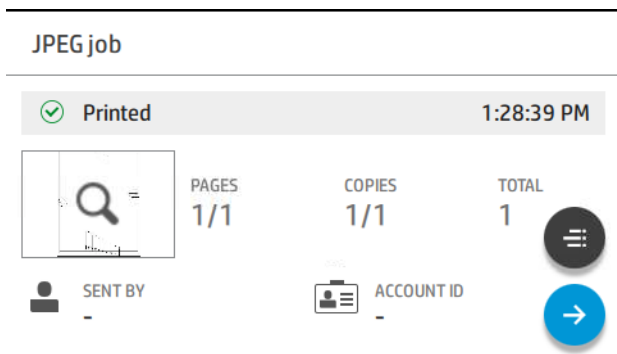 JPEG job
Printed 1:28:39 PM
PAGES COPIES TOTAL
1/1 1/1 1
SENT BY ACCOUNT ID
- -